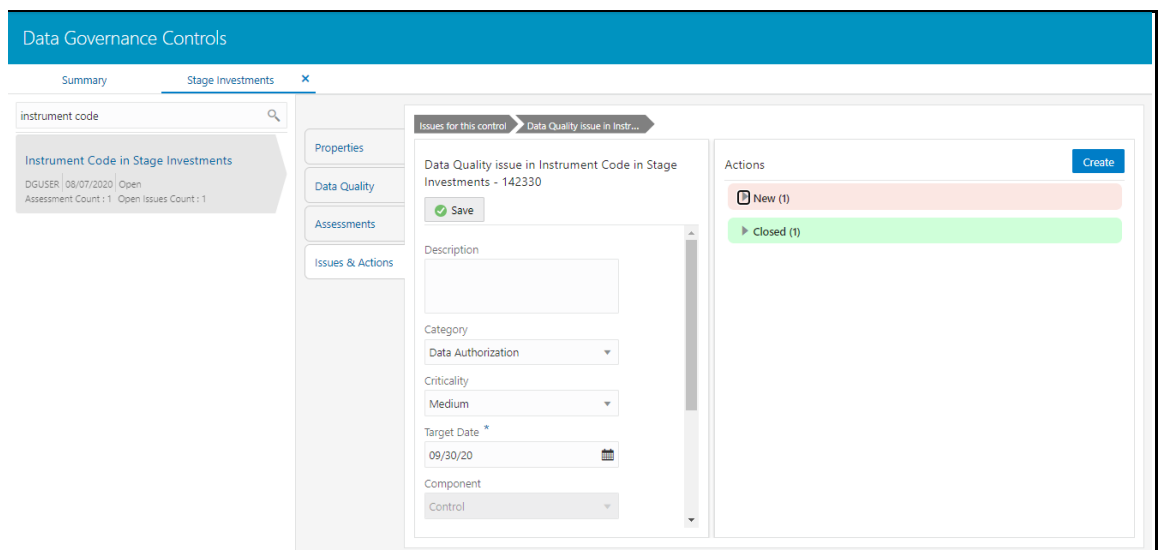 Data Governance Controls
Summary
Stage Investments
instrument code
Instrument Code in Stage Investments
DGUSER 08/07/2020 Open
Assessment Count : 1 Open Issues Count : 1
Properties
Data Quality
Assessments
Issues & Actions
Issues for this control
Data Quality issue in Instr...
Data Quality issue in Instrument Code in Stage
Investments - 142330
Save
Description
Category
Data Authorization
Criticality
Medium
Target Date *
09/30/20
Component
Control
Actions
Create
New (1)
Closed (1)